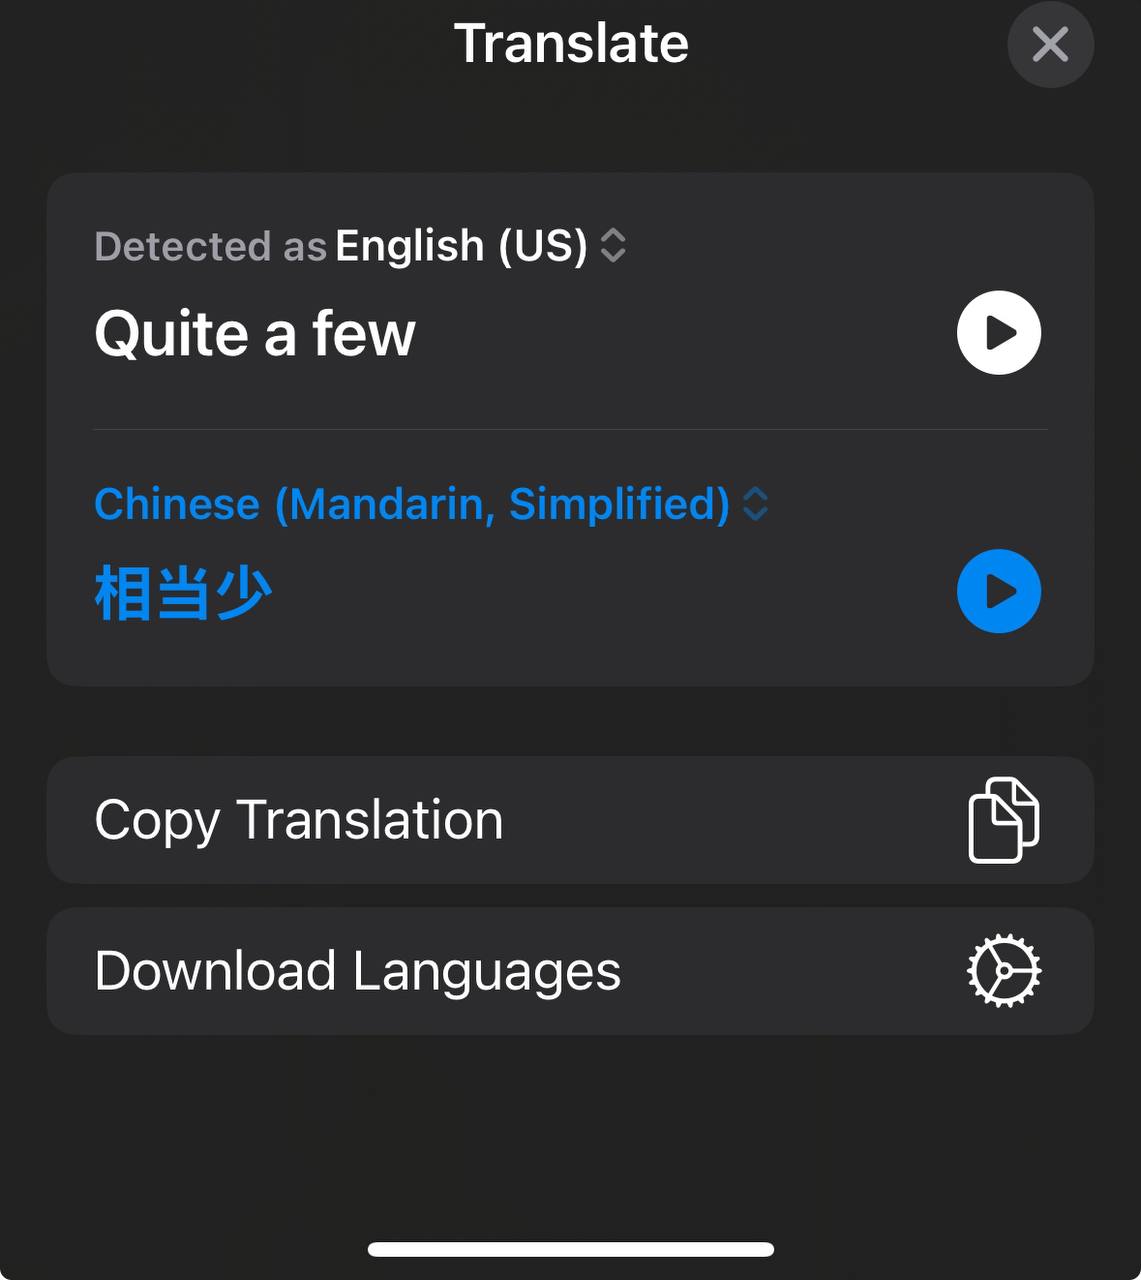 Translate
Detected as English (US)
Quite a few
Chinese (Mandarin, Simplified)
相当少
Copy Translation
Download Languages